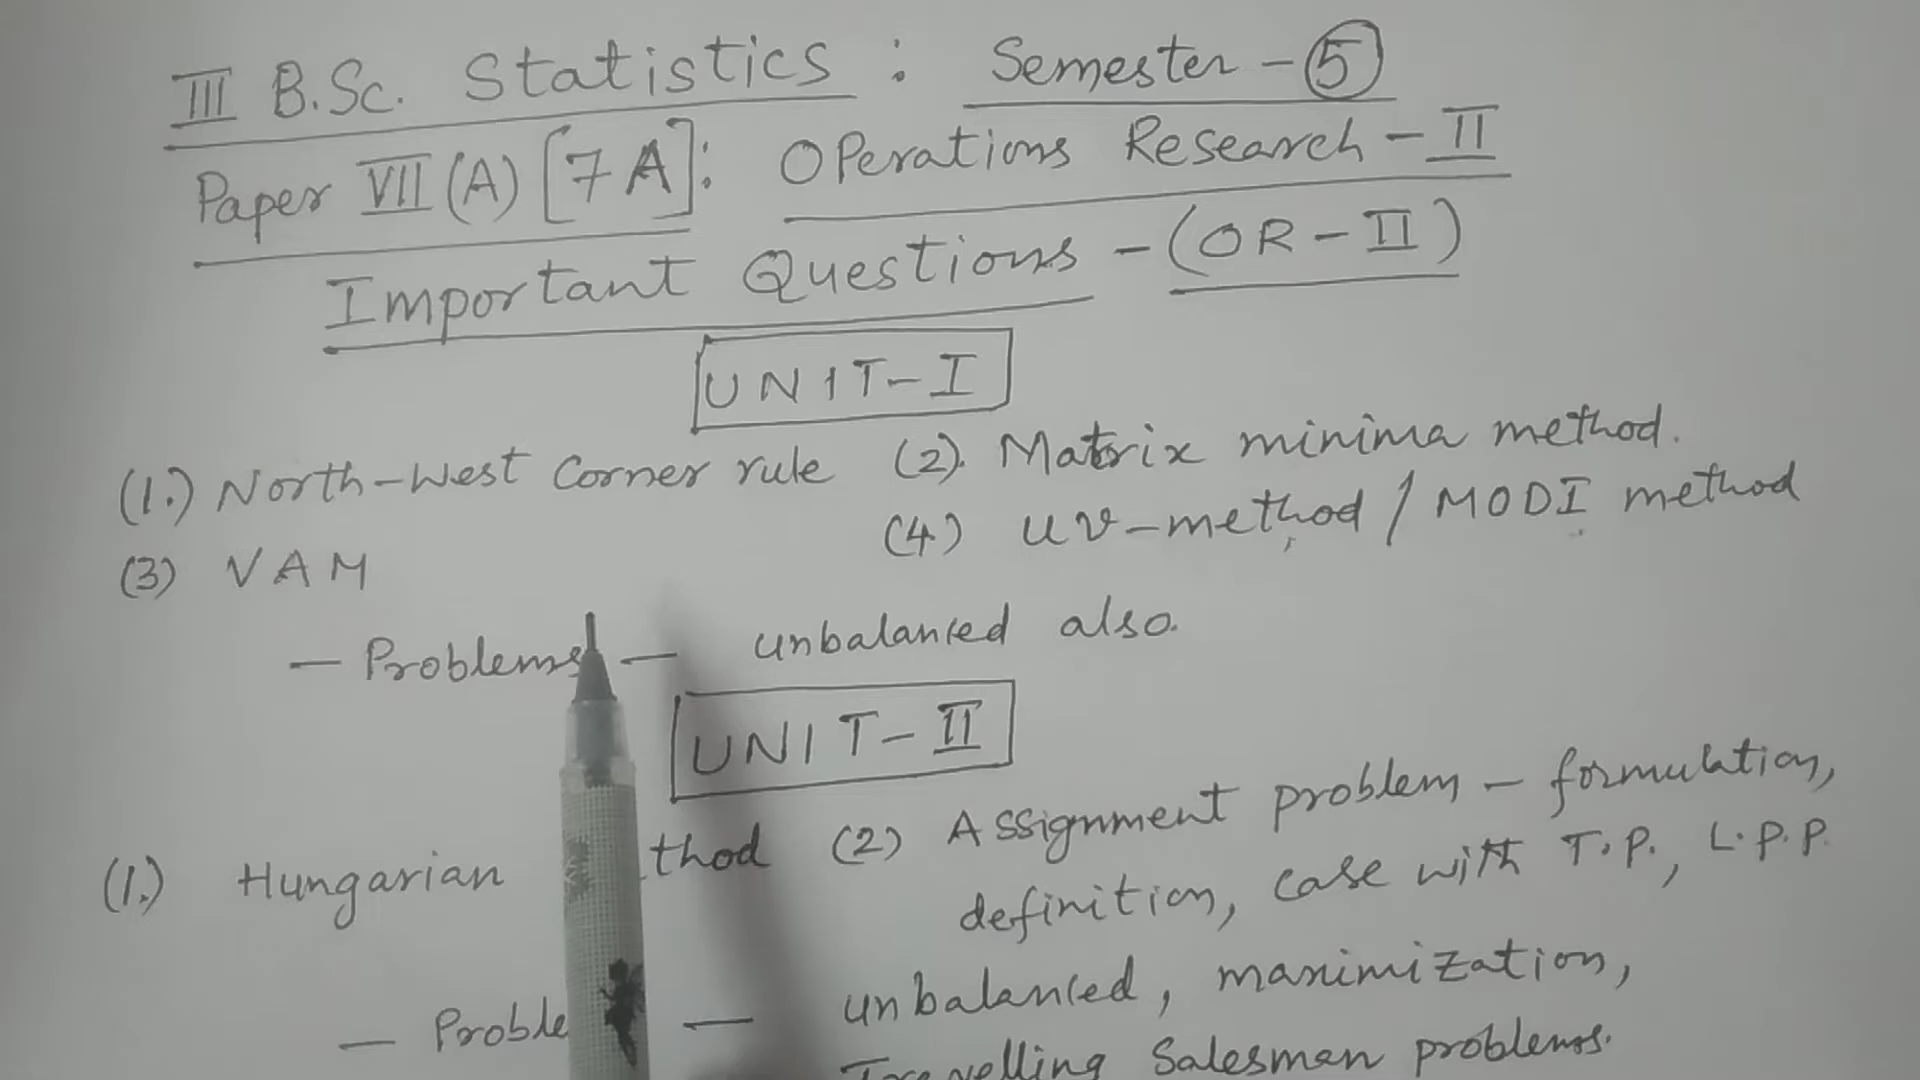 III B.Sc. Statistics : Semester - 5
Paper VII (A) [7A]: Operations Research - II
Important Questions - (OR - II)
UNIT - I
(1.) North-West Corner rule (2). Matrix minima method.
(3) VAM (4) UV-method / MODI method
- Problems - unbalanced also.
UNIT - II
(1.) Hungarian thod (2) Assignment problem - formulation,
definition, case with T.P., L.P.P.
- Proble - unbalanced, maximization,
Travelling Salesman problems.